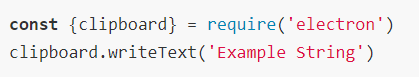 const {clipboard} = require('electron')
clipboard.writeText('Example String')